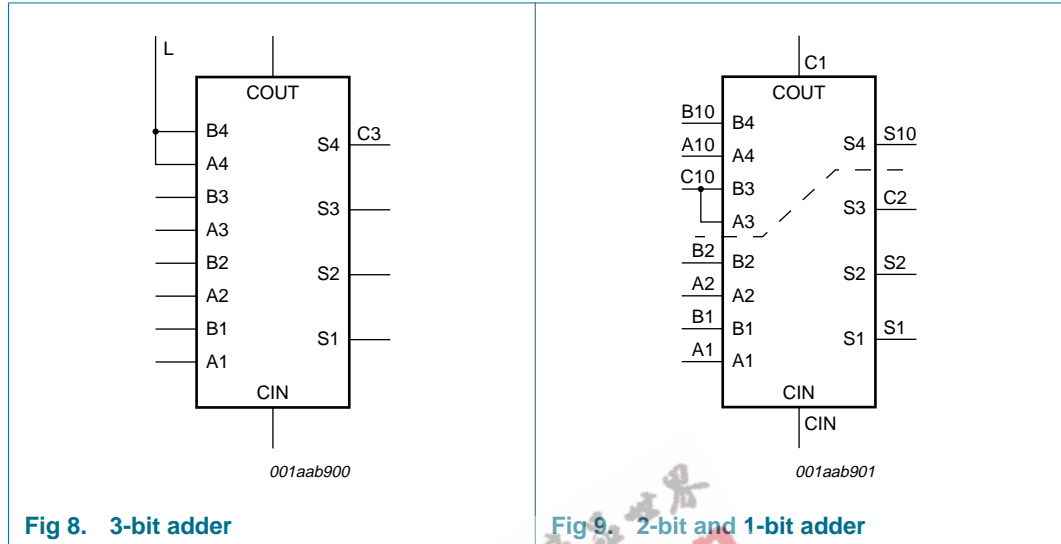 L
COUT
B4
A4
B3
A3
B2
A2
B1
A1
S4
C3
S3
S2
S1
CIN
001aab900
Fig 8. 3-bit adder
C1
COUT
B10
B4
A10
A4
C10
B3
A3
B2
B2
A2
A2
B1
B1
A1
A1
S4
S10
S3
C2
S2
S2
S1
S1
CIN
CIN
001aab901
Fig 9. 2-bit and 1-bit adder